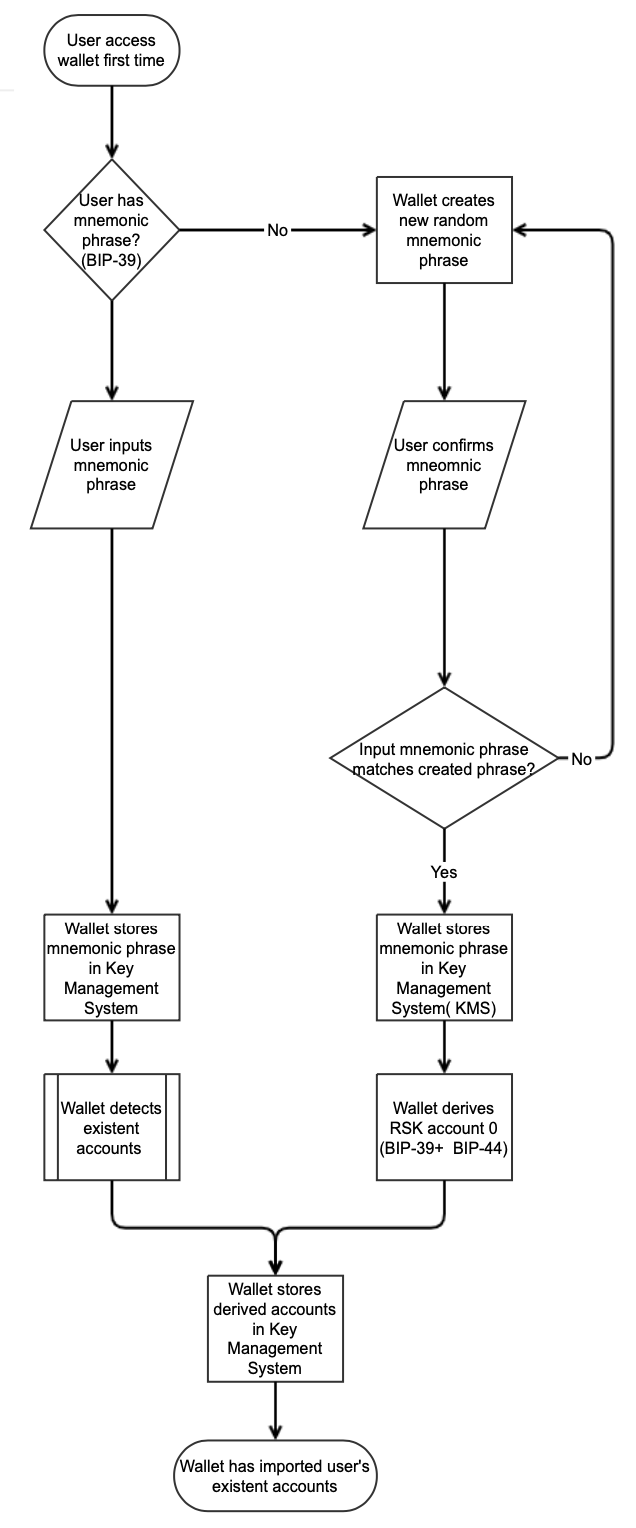 User access
wallet first time
User has
mnemonic
phrase?
(BIP-39)
No
Wallet creates
new random
mnemonic
phrase
User inputs
mnemonic
phrase
User confirms
mneomnic
phrase
Input mnemonic phrase
matches created phrase?
No
Yes
Wallet stores
mnemonic phrase
in Key
Management
System
Wallet stores
mnemonic phrase
in Key
Management
System( KMS)
Wallet detects
existent
accounts
Wallet derives
RSK account 0
(BIP-39+  BIP-44)
Wallet stores
derived accounts
in Key
Management
System
Wallet has imported user's
existent accounts